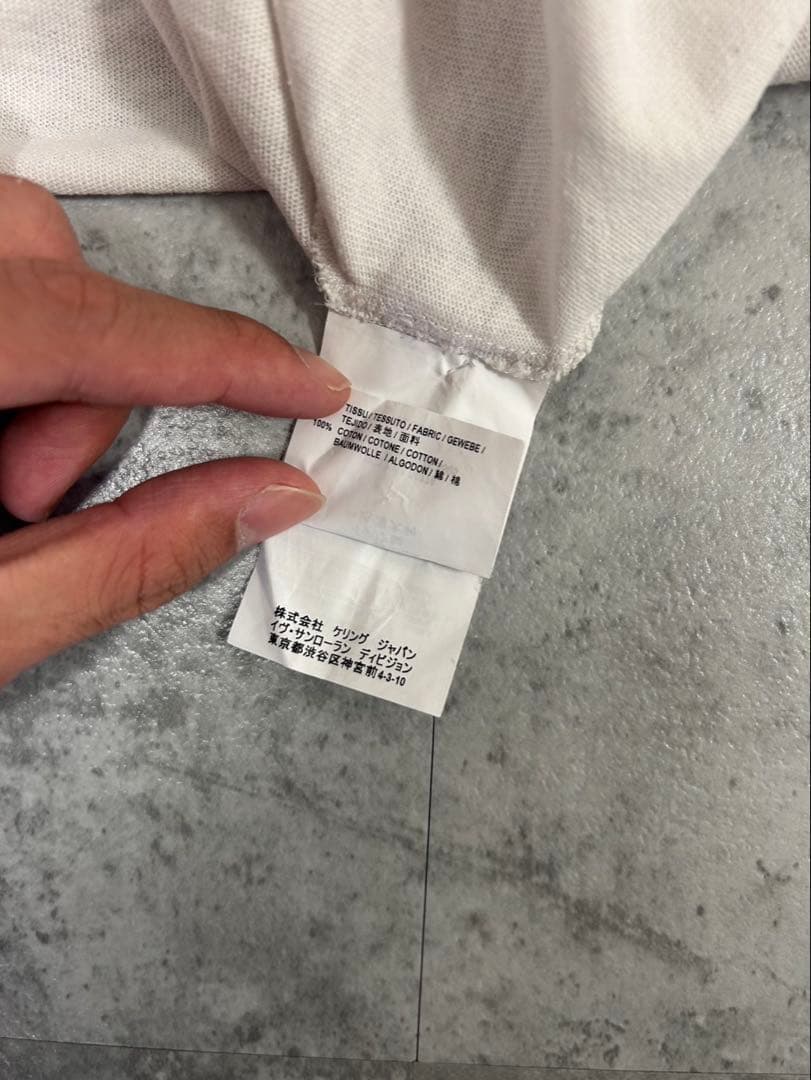 TISSU / TESSUTO / FABRIC / GEWEBE /
TEJIDO / 表地 / 面料
100% COTON / COTONE / COTTON /
BAUMWOLLE / ALGODON / 綿 / 棉
株式会社 ケリング ジャパン
イヴ・サンローラン ディビジョン
東京都渋谷区神宮前4-3-10